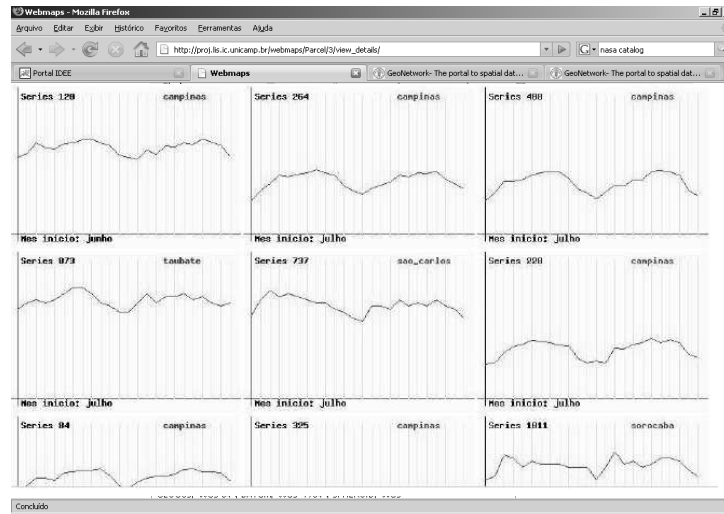 Webmaps - Mozilla Firefox
Arquivo Editar Exibir Histórico Favoritos Ferramentas Ajuda
http://proj.lis.ic.unicamp.br/webmaps/Parcel/3/view_details/
nasa catalog
Portal IDEE
Webmaps
GeoNetwork- The portal to spatial dat...
GeoNetwork- The portal to spatial dat...
Series 128 campinas
Series 264 campinas
Series 488 campinas
Mes inicio: junho
Mes inicio: julho
Mes inicio: julho
Series 873 taubate
Series 737 sao_carlos
Series 228 campinas
Mes inicio: julho
Mes inicio: julho
Mes inicio: julho
Series 84 campinas
Series 325 campinas
Series 1011 sorocaba
Concluído